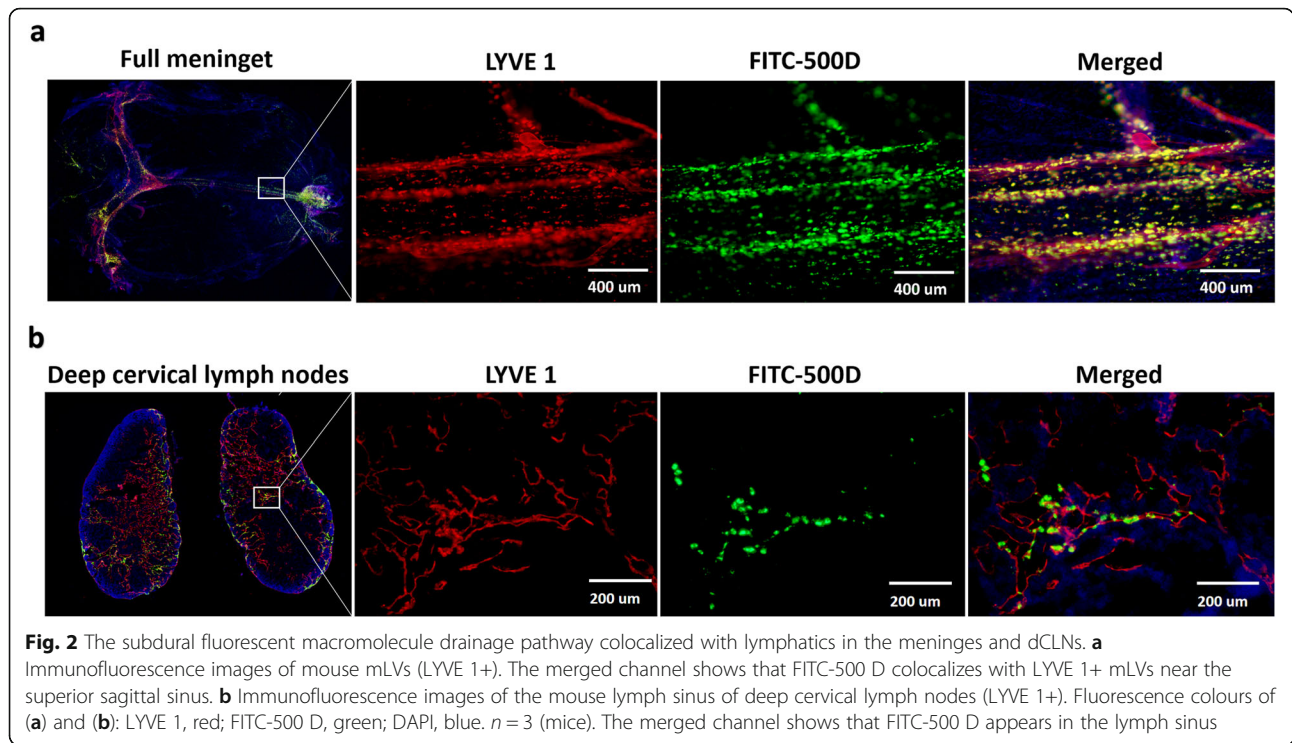 a
Full meninget
LYVE 1
FITC-500D
Merged
400 um
400 um
400 um
b
Deep cervical lymph nodes
LYVE 1
FITC-500D
Merged
200 um
200 um
200 um
Fig. 2 The subdural fluorescent macromolecule drainage pathway colocalized with lymphatics in the meninges and dCLNs. a
Immunofluorescence images of mouse mLVs (LYVE 1+). The merged channel shows that FITC-500 D colocalizes with LYVE 1+ mLVs near the
superior sagittal sinus. b Immunofluorescence images of the mouse lymph sinus of deep cervical lymph nodes (LYVE 1+). Fluorescence colours of
(a) and (b): LYVE 1, red; FITC-500 D, green; DAPI, blue. n = 3 (mice). The merged channel shows that FITC-500 D appears in the lymph sinus